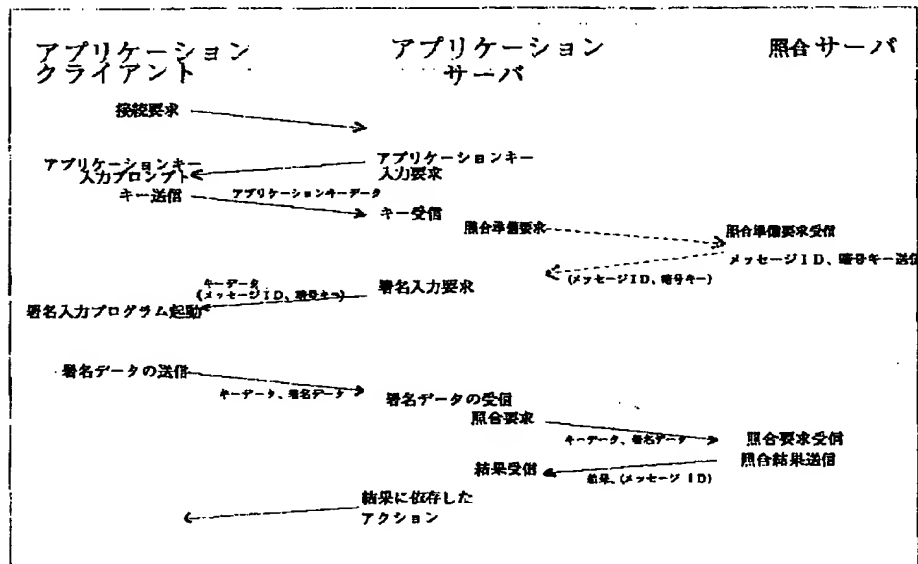 アプリケーション
クライアント
アプリケーション
サーバ
照合サーバ
接続要求
アプリケーションキー
入力プロンプト
アプリケーションキー
入力要求
キー送信
アプリケーションキーデータ
キー受信
照合準備要求
照合準備要求受信
メッセージID、暗号キー送信
(メッセージID、暗号キー)
キーデータ
(メッセージID、暗号キー)
署名入力要求
署名入力プログラム起動
署名データの送信
キーデータ、署名データ
署名データの受信
照合要求
キーデータ、署名データ
照合要求受信
照合結果送信
結果受信
結果、(メッセージ ID)
結果に依存した
アクション